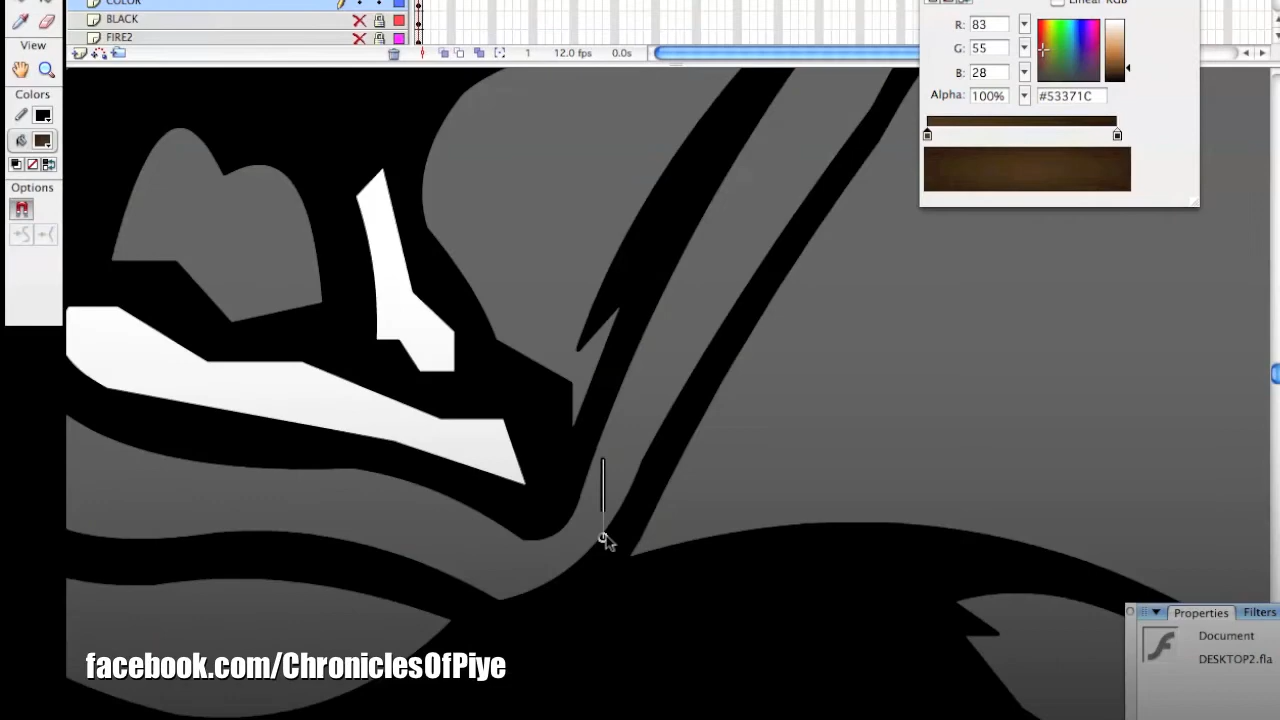 COLOR
BLACK
FIRE2
1 12.0 fps 0.0s
View
Colors
Options
Linear RGB
R: 83
G: 55
B: 28
Alpha: 100% #53371C
Properties Filters
Document
DESKTOP2.fla
facebook.com/ChroniclesOfPiye